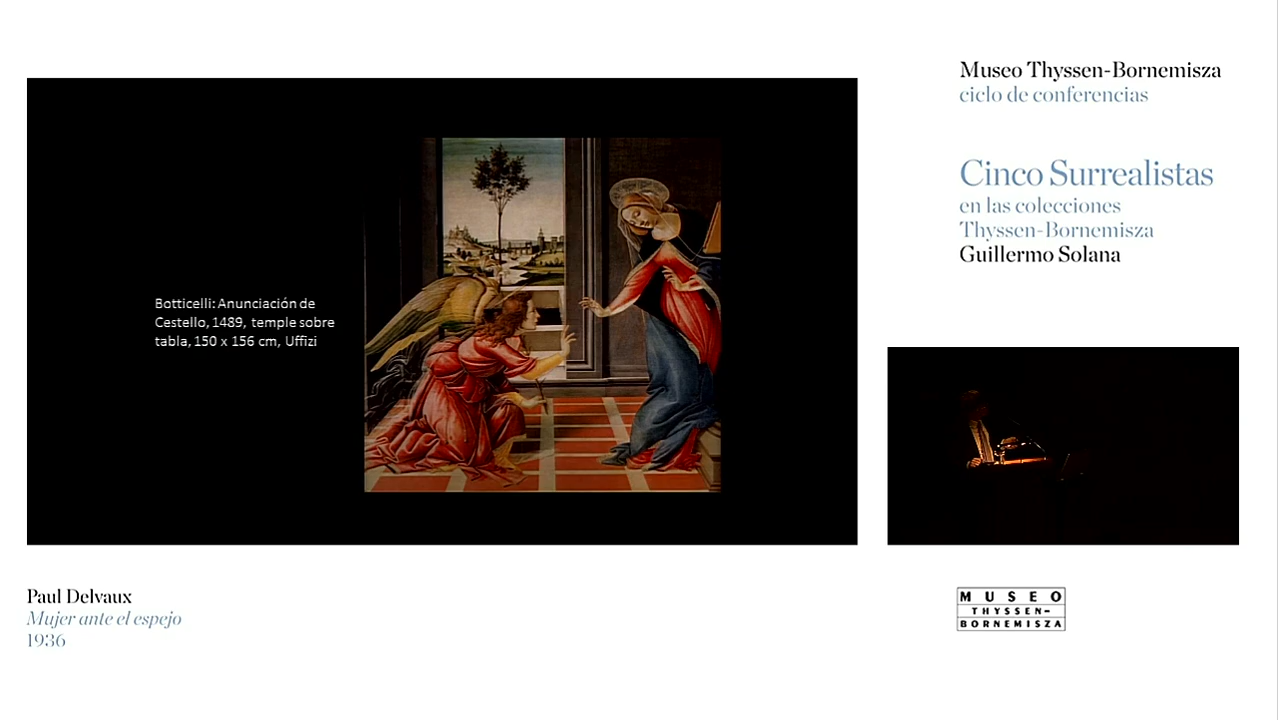 Museo Thyssen-Bornemisza
ciclo de conferencias
Cinco Surrealistas
en las colecciones
Thyssen-Bornemisza
Guillermo Solana
Botticelli: Anunciación de
Cestello, 1489, temple sobre
tabla, 150 x 156 cm, Uffizi
Paul Delvaux
Mujer ante el espejo
1936
MUSEO
THYSSEN-
BORNEMISZA